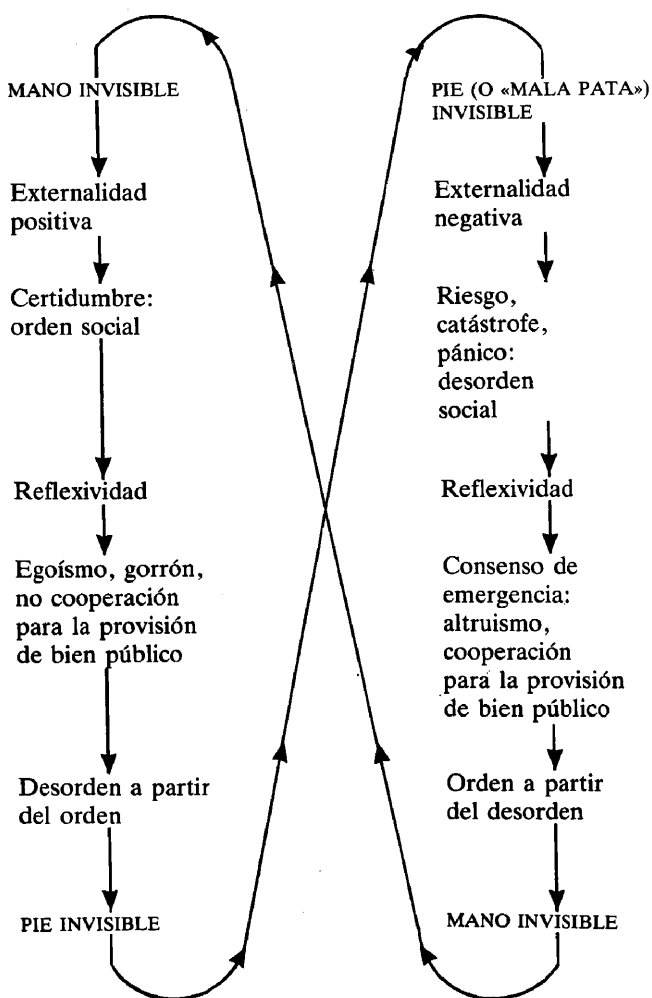 MANO INVISIBLE
Externalidad
positiva
Certidumbre:
orden social
Reflexividad
Egoísmo, gorrón,
no cooperación
para la provisión
de bien público
Desorden a partir
del orden
PIE INVISIBLE
PIE (O «MALA PATA»)
INVISIBLE
Externalidad
negativa
Riesgo,
catástrofe,
pánico:
desorden
social
Reflexividad
Consenso de
emergencia:
altruismo,
cooperación
para la provisión
de bien público
Orden a partir
del desorden
MANO INVISIBLE